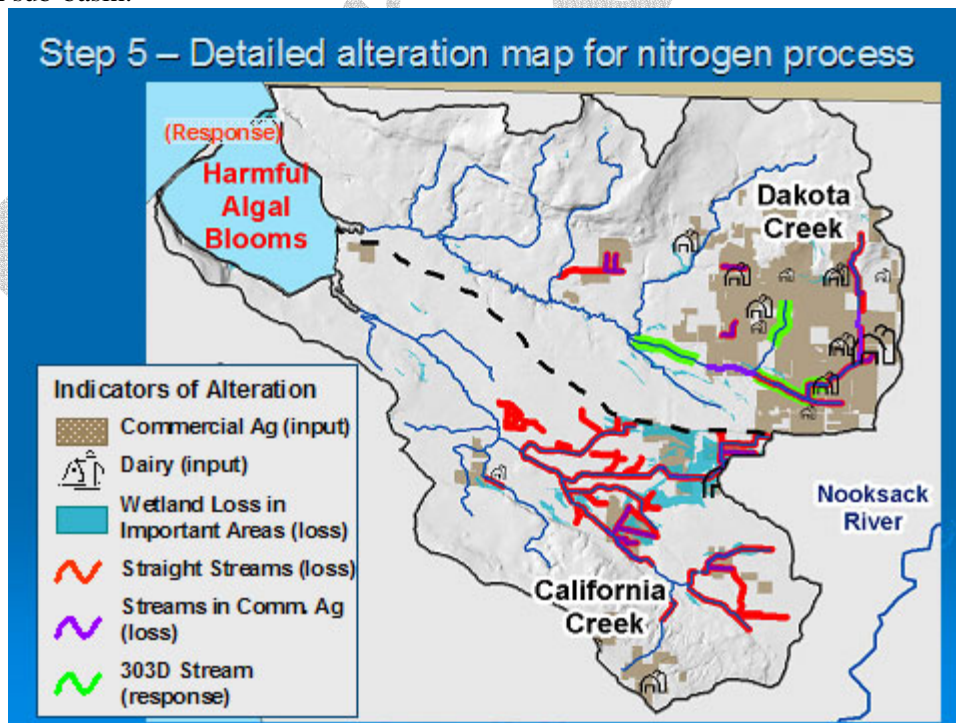 Step 5 – Detailed alteration map for nitrogen process
(Response)
Harmful
Algal
Blooms
Dakota
Creek
Nooksack
River
California
Creek
Indicators of Alteration
Commercial Ag (input)
Dairy (input)
Wetland Loss in
Important Areas (loss)
Straight Streams (loss)
Streams in Comm. Ag
(loss)
303D Stream
(response)